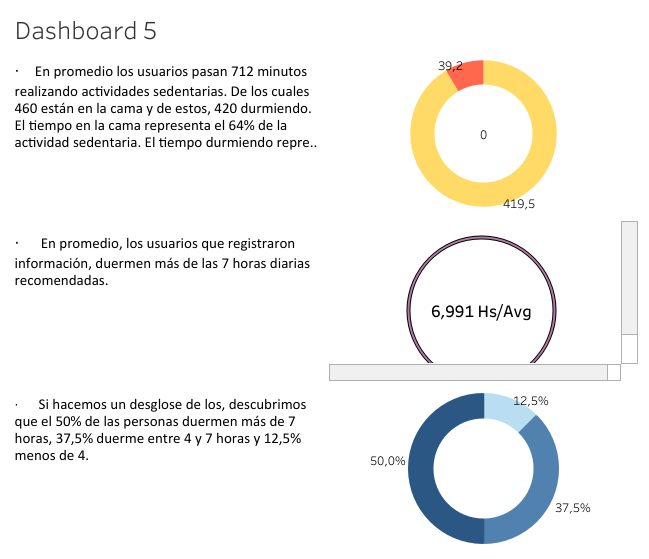 Dashboard 5
· En promedio los usuarios pasan 712 minutos
realizando actividades sedentarias. De los cuales
460 están en la cama y de estos, 420 durmiendo.
El tiempo en la cama representa el 64% de la
actividad sedentaria. El tiempo durmiendo repre..
39,2
0
419,5
· En promedio, los usuarios que registraron
información, duermen más de las 7 horas diarias
recomendadas.
6,991 Hs/Avg
· Si hacemos un desglose de los, descubrimos
que el 50% de las personas duermen más de 7
horas, 37,5% duerme entre 4 y 7 horas y 12,5%
menos de 4.
12,5%
50,0%
37,5%